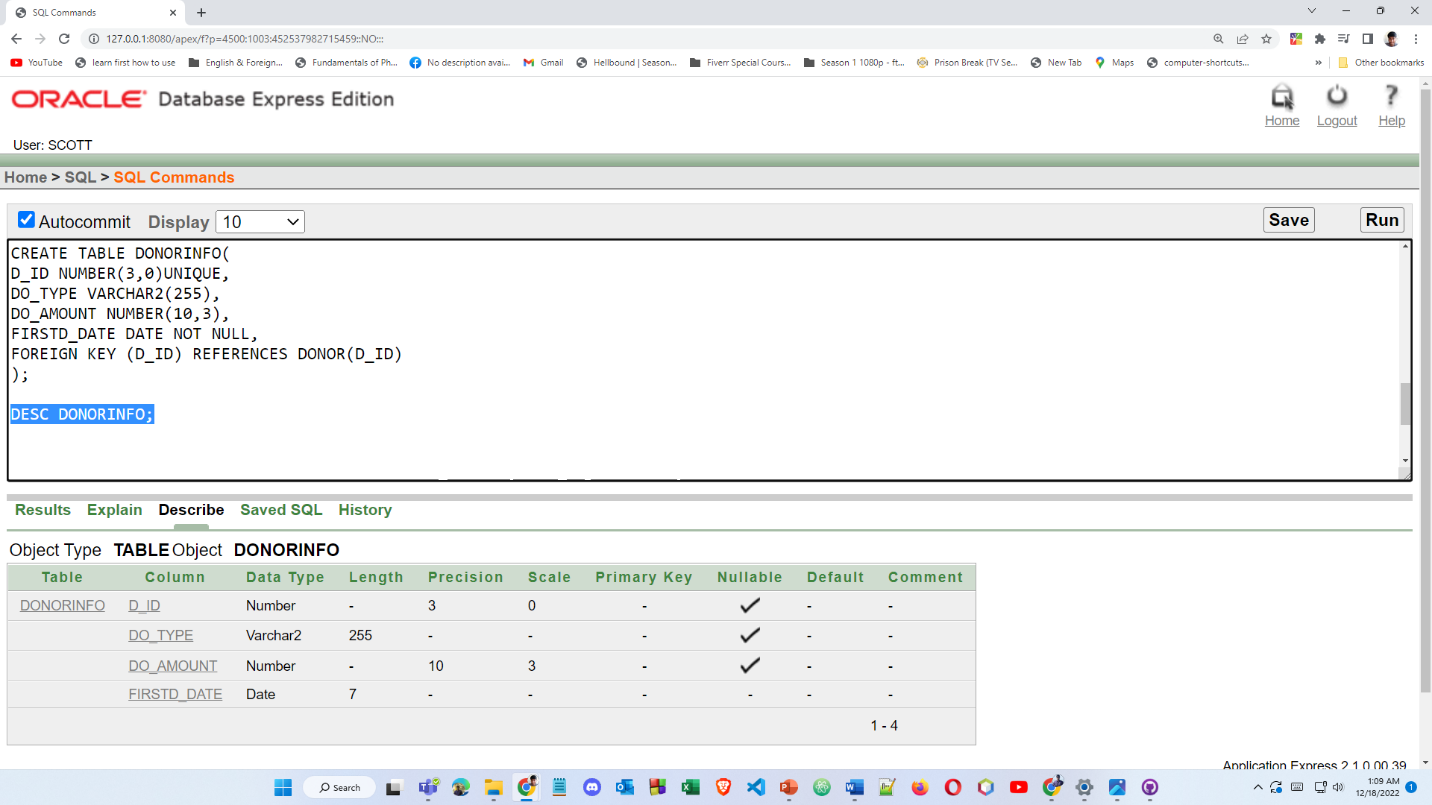 SQL Commands
127.0.0.1:8080/apex/f?p=4500:1003:452537982715459::NO:::
YouTube learn first how to use English & Foreign... Fundamentals of Ph... No description avai... Gmail Hellbound | Season... Fiverr Special Cours... Season 1 1080p - ft... Prison Break (TV Se... New Tab Maps computer-shortcuts... » Other bookmarks
ORACLE Database Express Edition
Home Logout Help
User: SCOTT
Home > SQL > SQL Commands
Autocommit Display 10 Save Run
CREATE TABLE DONORINFO(
D_ID NUMBER(3,0)UNIQUE,
DO_TYPE VARCHAR2(255),
DO_AMOUNT NUMBER(10,3),
FIRSTD_DATE DATE NOT NULL,
FOREIGN KEY (D_ID) REFERENCES DONOR(D_ID)
);
DESC DONORINFO;
Results Explain Describe Saved SQL History
Object Type TABLE Object DONORINFO
Table Column Data Type Length Precision Scale Primary Key Nullable Default Comment
DONORINFO D_ID Number - 3 0 - ✓ - -
DO_TYPE Varchar2 255 - - - ✓ - -
DO_AMOUNT Number - 10 3 - ✓ - -
FIRSTD_DATE Date 7 - - - - - -
1 - 4
Application Express 2.1.0.00.39
Search
1:09 AM
12/18/2022 1